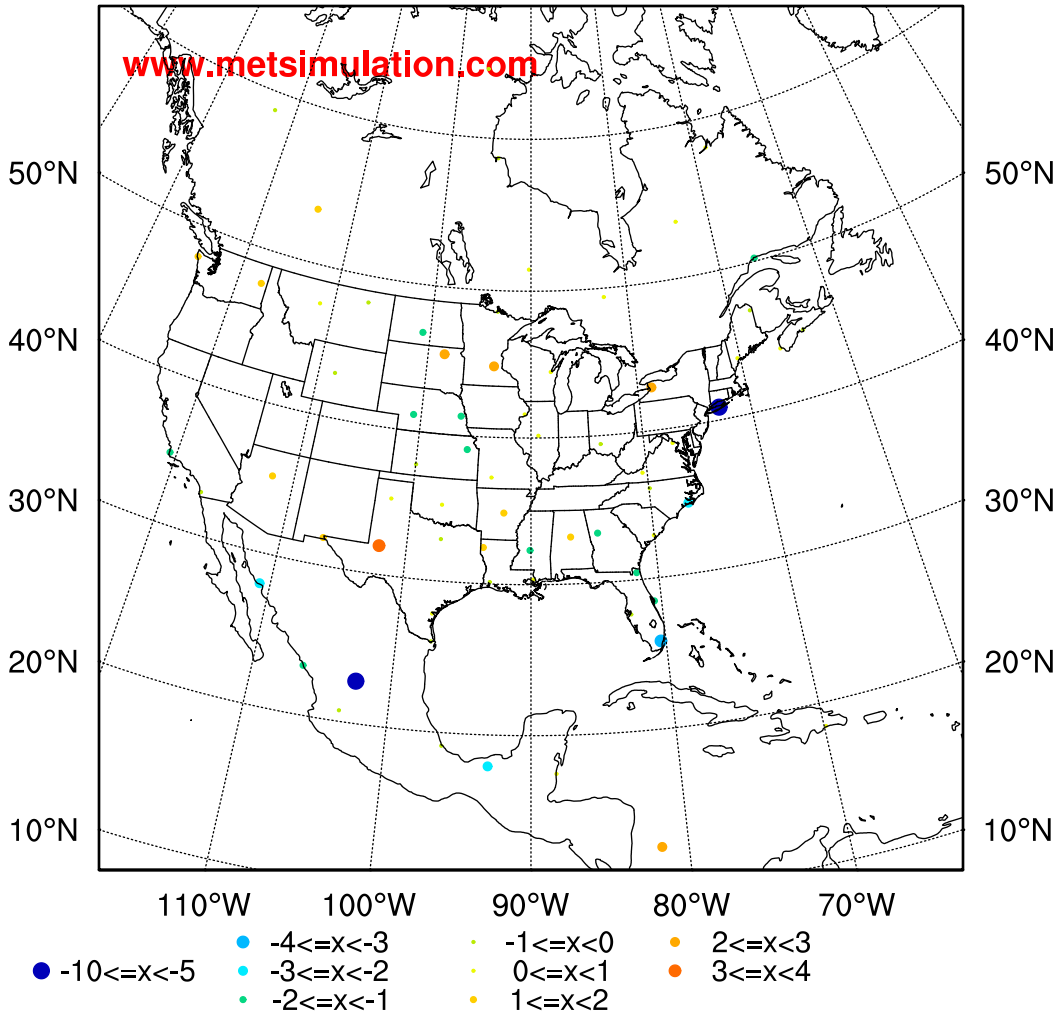 www.metsimulation.com
50°N 50°N
40°N 40°N
30°N 30°N
20°N 20°N
10°N 10°N
110°W 100°W 90°W 80°W 70°W
-4<=x<-3 -1<=x<0 2<=x<3
-10<=x<-5 -3<=x<-2 0<=x<1 3<=x<4
-2<=x<-1 1<=x<2